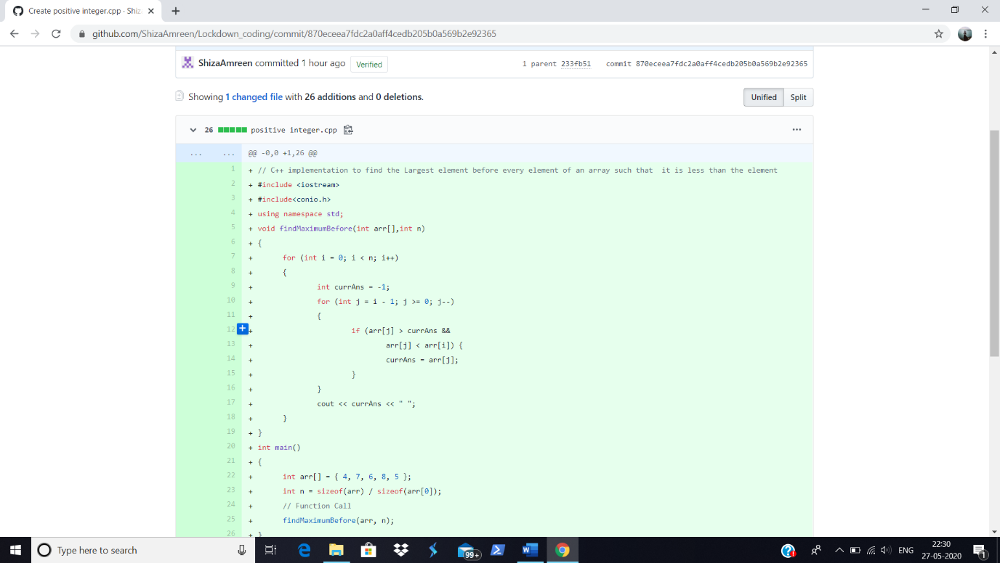 Create positive integer.cpp · Shiz
github.com/ShizaAmreen/Lockdown_coding/commit/870eceea7fdc2a0aff4cedb205b0a569b2e92365
ShizaAmreen committed 1 hour ago Verified 1 parent 233fb51 commit 870eceea7fdc2a0aff4cedb205b0a569b2e92365
Showing 1 changed file with 26 additions and 0 deletions. Unified Split
26 positive integer.cpp ...
... ... @@ -0,0 +1,26 @@
1 + // C++ implementation to find the Largest element before every element of an array such that  it is less than the element
2 + #include <iostream>
3 + #include<conio.h>
4 + using namespace std;
5 + void findMaximumBefore(int arr[],int n)
6 + {
7 + for (int i = 0; i < n; i++)
8 + {
9 + int currAns = -1;
10 + for (int j = i - 1; j >= 0; j--)
11 + {
12 + if (arr[j] > currAns &&
13 + arr[j] < arr[i]) {
14 + currAns = arr[j];
15 + }
16 + }
17 + cout << currAns << " ";
18 + }
19 + }
20 + int main()
21 + {
22 + int arr[] = { 4, 7, 6, 8, 5 };
23 + int n = sizeof(arr) / sizeof(arr[0]);
24 + // Function Call
25 + findMaximumBefore(arr, n);
26 + }
Type here to search 99+ ENG 22:30
27-05-2020 1